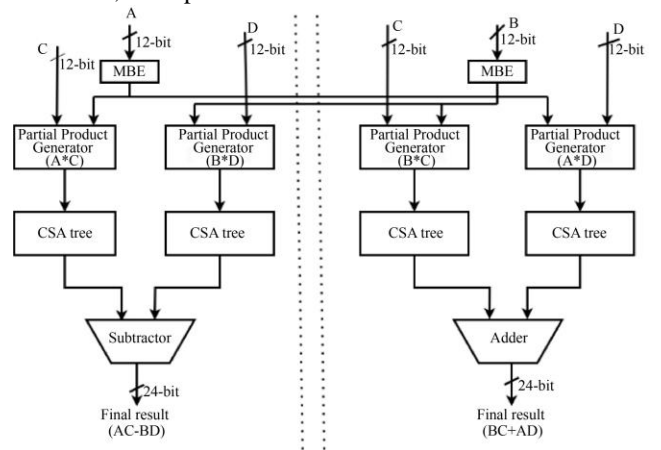 A
C
12-bit
12-bit
MBE
D
12-bit
C
12-bit
B
12-bit
MBE
D
12-bit
Partial Product
Generator
(A*C)
Partial Product
Generator
(B*D)
Partial Product
Generator
(B*C)
Partial Product
Generator
(A*D)
CSA tree
CSA tree
CSA tree
CSA tree
Subtractor
Adder
24-bit
24-bit
Final result
(AC-BD)
Final result
(BC+AD)